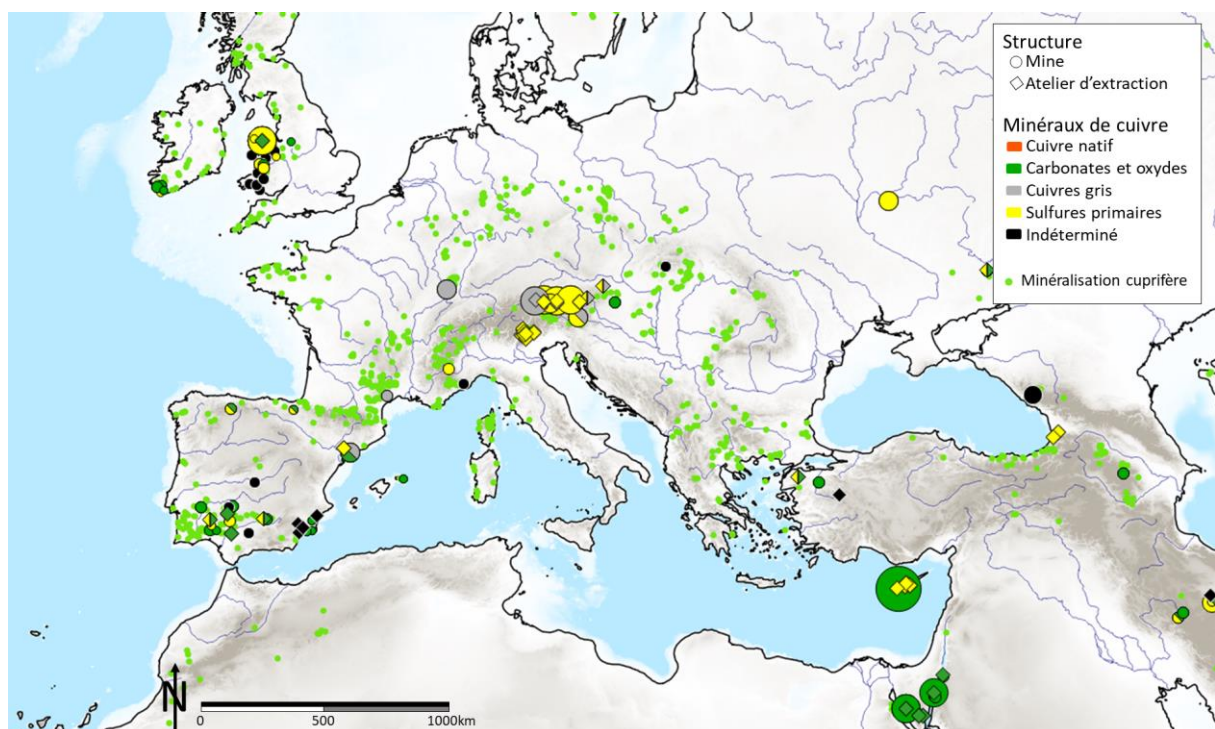 Structure
Mine
Atelier d'extraction
Minéraux de cuivre
Cuivre natif
Carbonates et oxydes
Cuivres gris
Sulfures primaires
Indéterminé
Minéralisation cuprifère
N
0 500 1000km